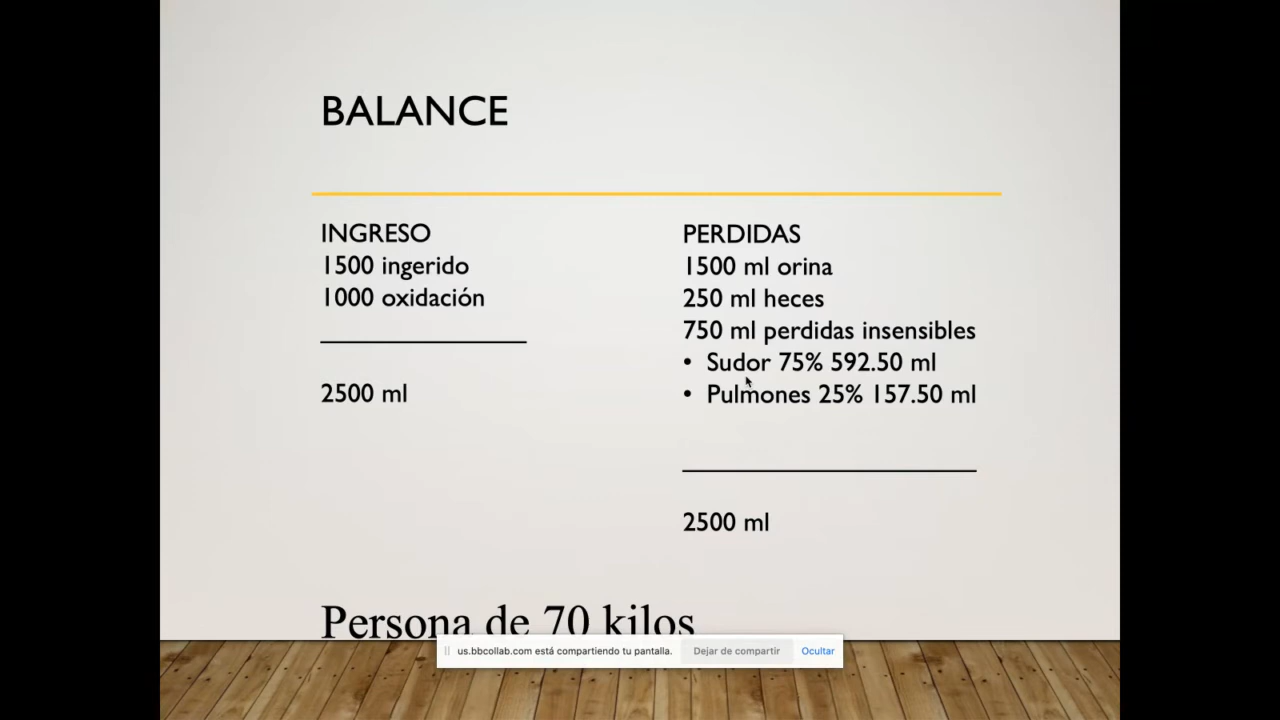 BALANCE
INGRESO
1500 ingerido
1000 oxidación
2500 ml
PERDIDAS
1500 ml orina
250 ml heces
750 ml perdidas insensibles
• Sudor 75% 592.50 ml
• Pulmones 25% 157.50 ml
2500 ml
Persona de 70 kilos
us.bbcollab.com está compartiendo tu pantalla.
Dejar de compartir
Ocultar